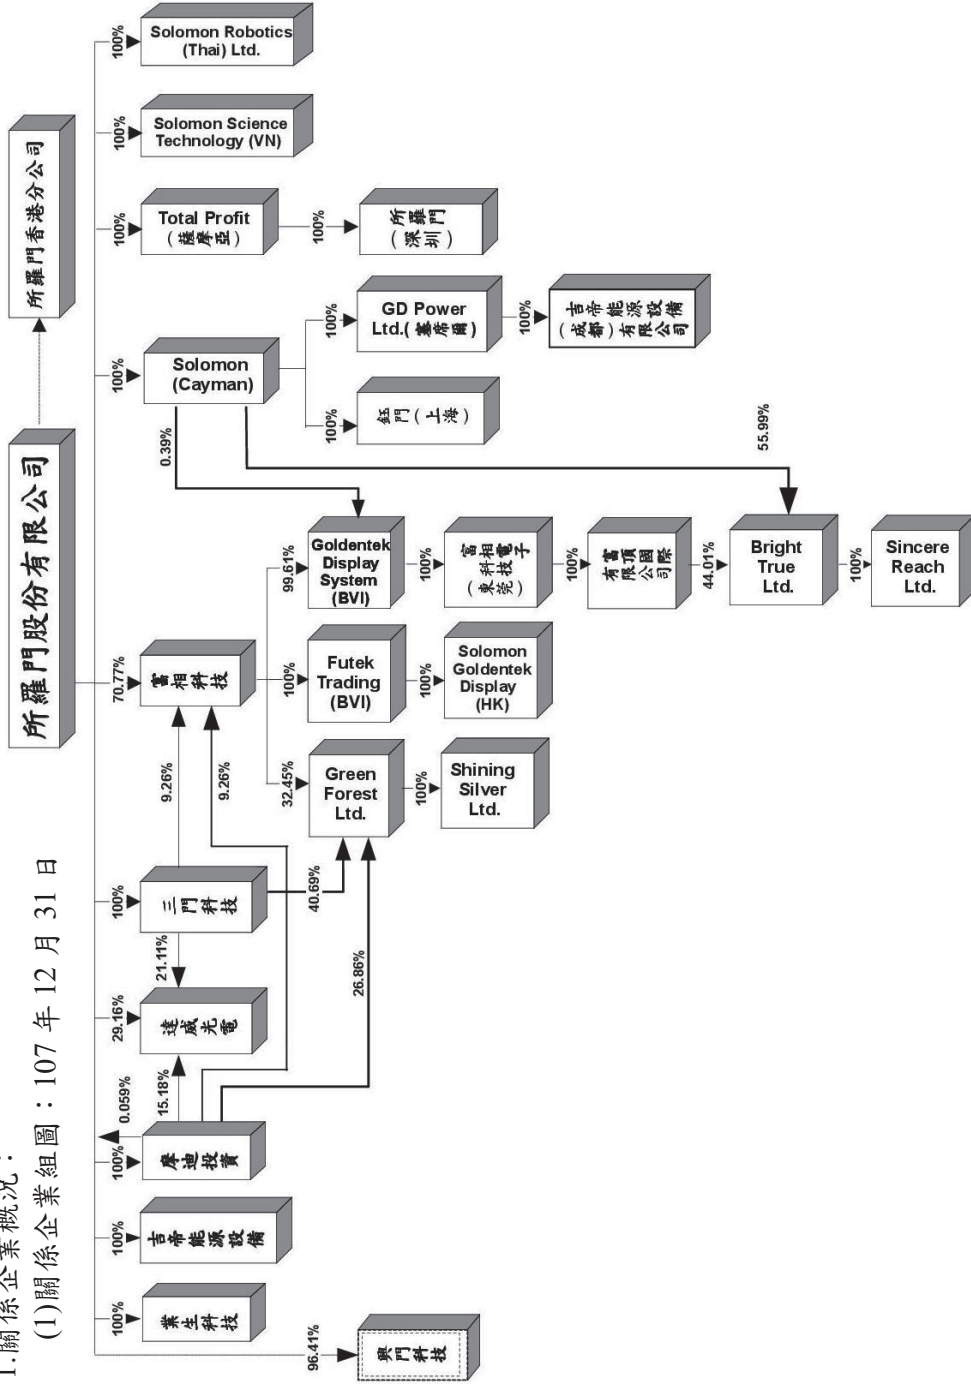 1.關係企業概況：
(1)關係企業組圖：107 年 12 月 31 日
所羅門股份有限公司
所羅門香港分公司
96.41%
興門科技
100%
業生科技
100%
吉帝能源設備
100%
摩迪投資
0.059%
15.18%
29.16%
達威光電
21.11%
100%
三門科技
9.26%
9.26%
70.77%
富相科技
100%
Solomon
(Cayman)
100%
Total Profit
(薩摩亞)
100%
Solomon Science
Technology (VN)
100%
Solomon Robotics
(Thai) Ltd.
26.86%
40.69%
32.45%
Green
Forest
Ltd.
100%
Shining
Silver
Ltd.
100%
Futek
Trading
(BVI)
100%
Solomon
Goldentek
Display
(HK)
99.61%
0.39%
Goldentek
Display
System
(BVI)
100%
富相電子
科技
(東莞)
100%
富頂國際
有限公司
44.01%
55.99%
Bright
True
Ltd.
100%
Sincere
Reach
Ltd.
100%
鈺門(上海)
100%
GD Power
Ltd.(塞席爾)
100%
吉帝能源設備
(成都)有限公司
100%
所羅門
(深圳)